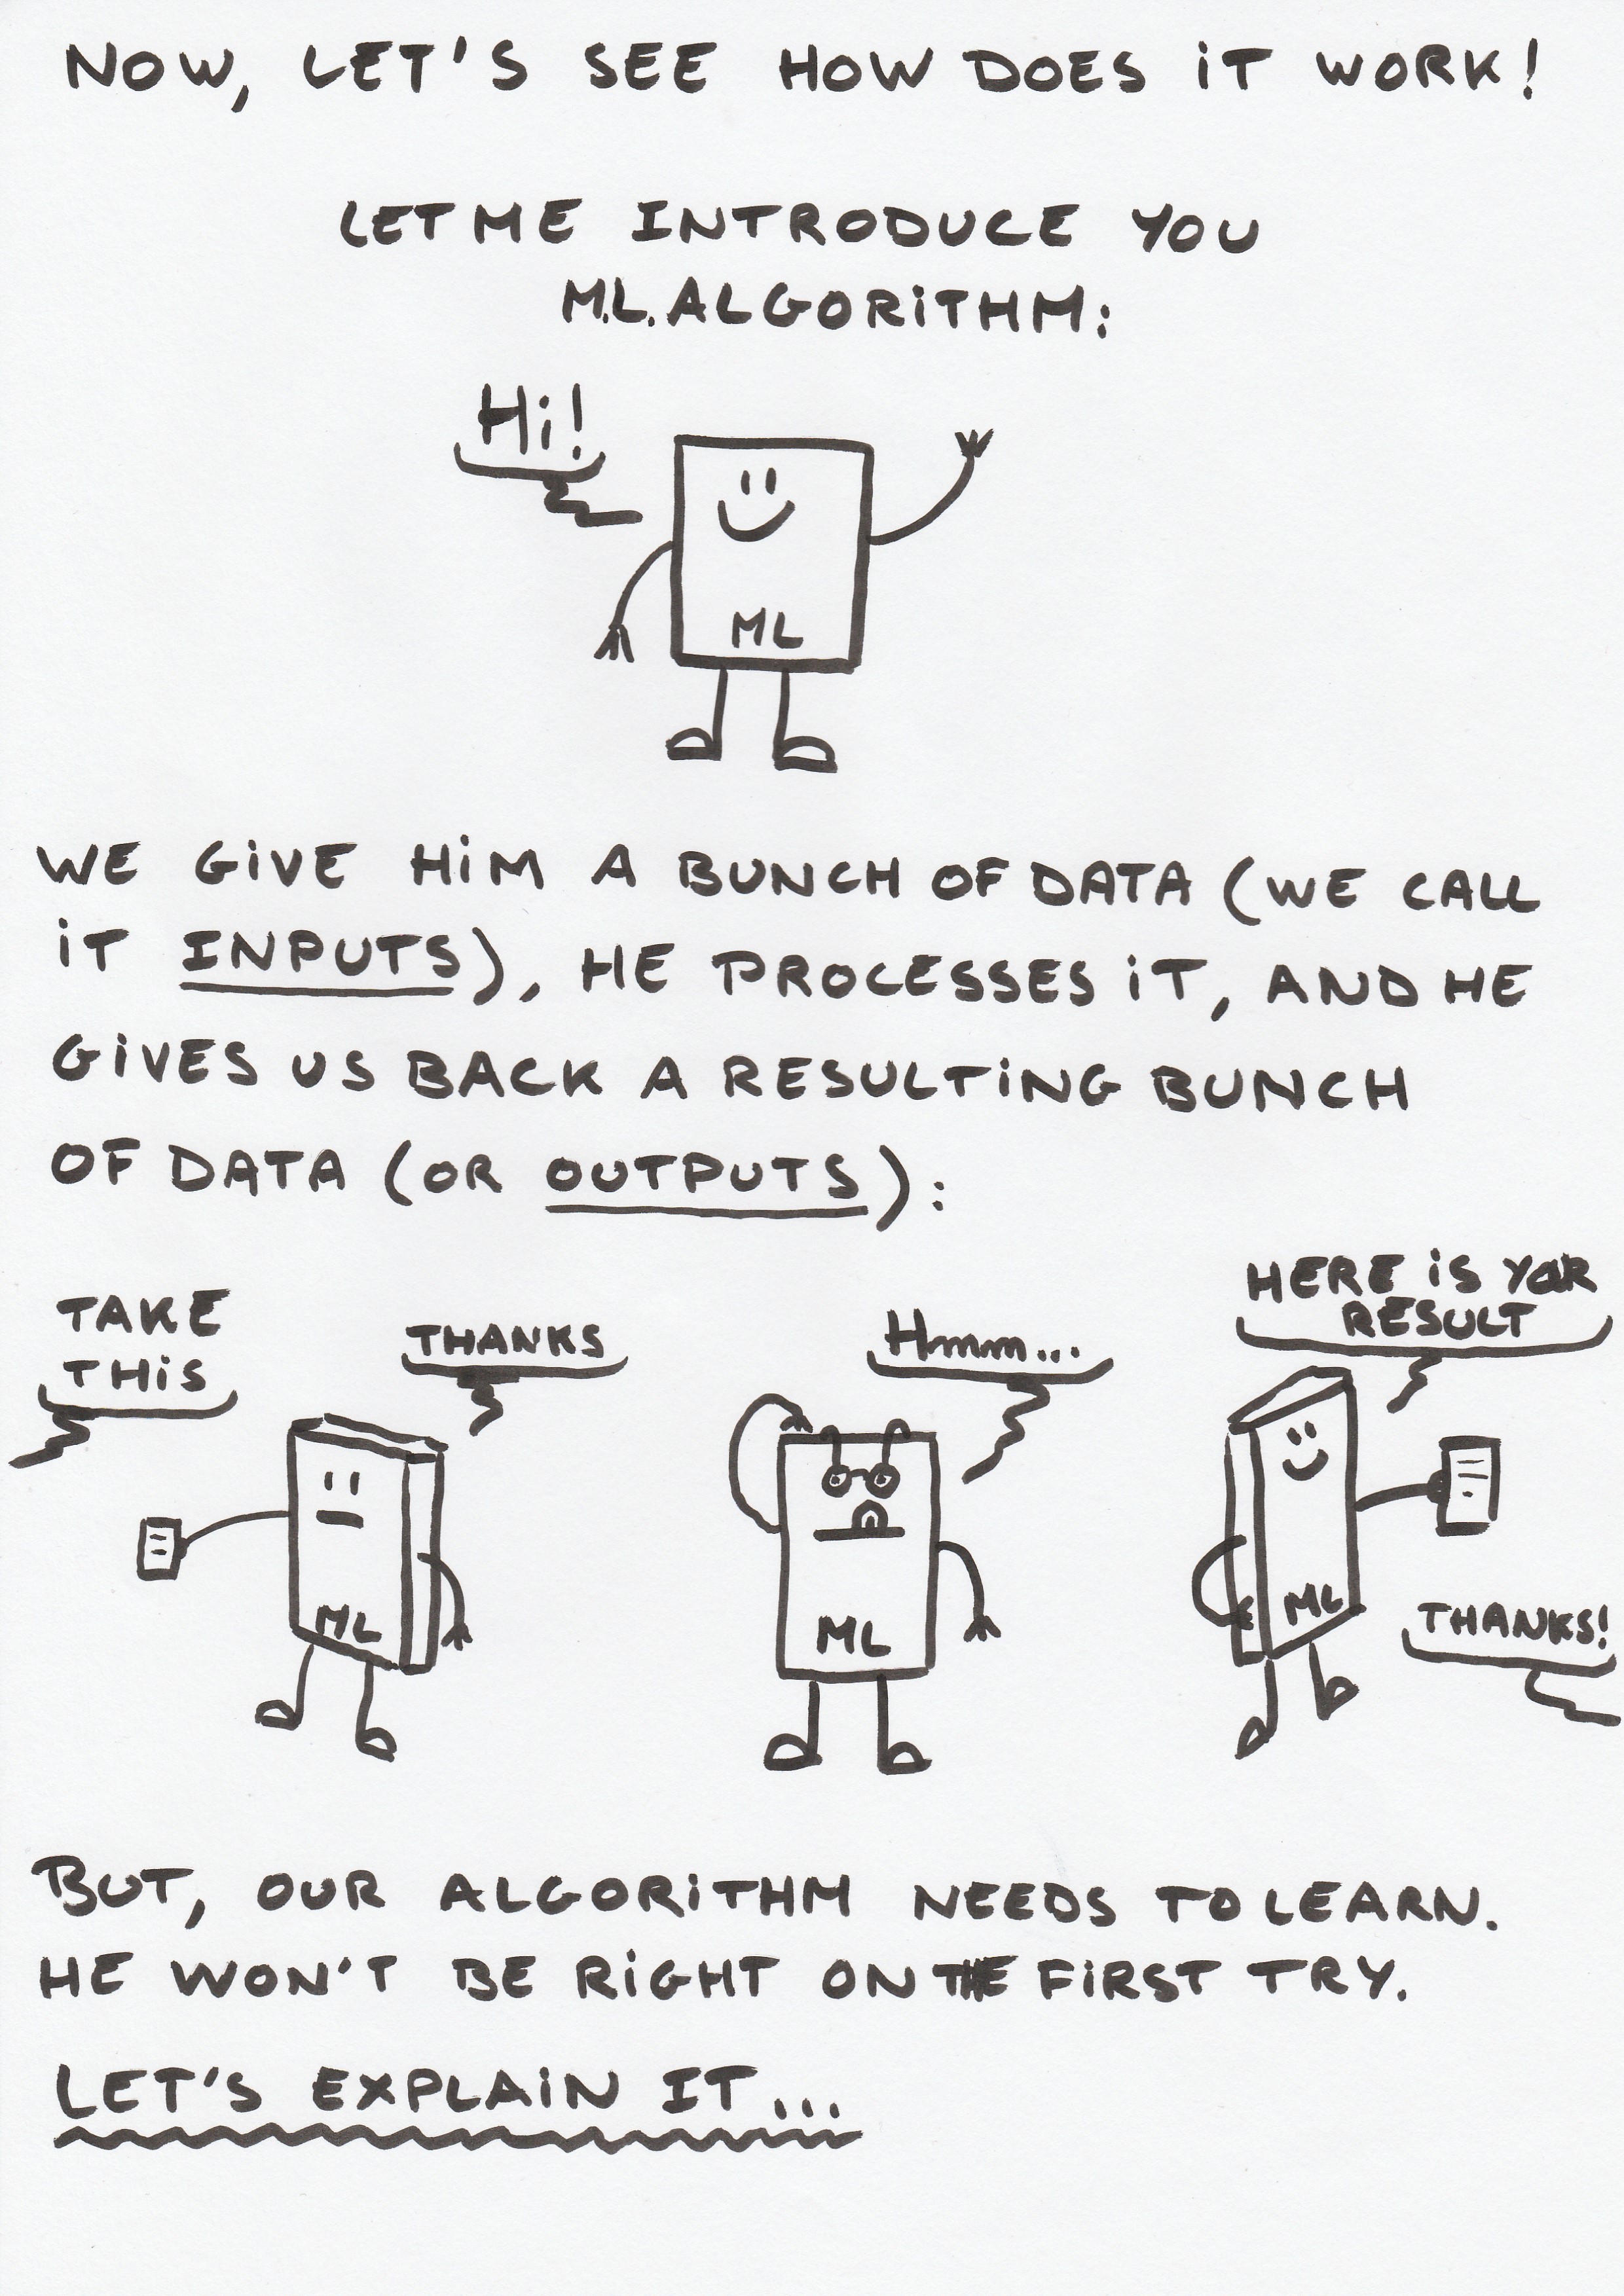 NOW, LET'S SEE HOW DOES iT WORK!
LET ME INTRODUCE YOU
M.L. ALGORiTHM:
Hi!
ML
WE GiVE HiM A BUNCH OF DATA (WE CALL
iT INPUTS), HE PROCESSES iT, AND HE
GiVES US BACK A RESULTiNG BUNCH
OF DATA (OR OUTPUTS):
TAKE
THiS
THANKS
ML
Hmmm...
ML
HERE iS YOUR
RESULT
ML
THANKS!
BUT, OUR ALGORiTHM NEEDS TO LEARN.
HE WON'T BE RiGHT ON THE FiRST TRY.
LET'S EXPLAiN IT...